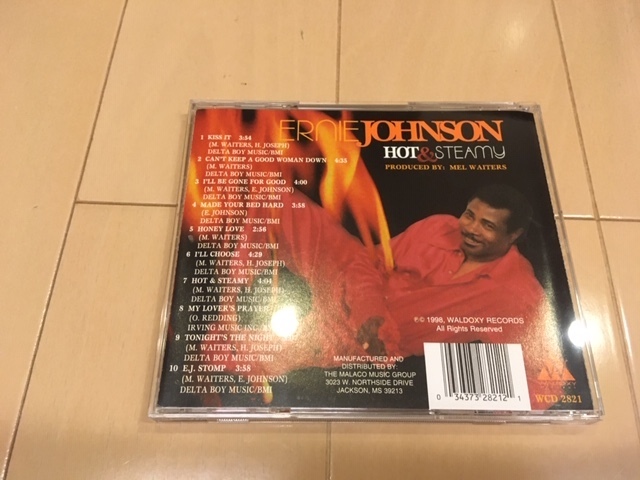 ERNIE JOHNSON
HOT & STEAMY
PRODUCED BY: MEL WAITERS
1 KISS IT 3:54
(M. WAITERS, H. JOSEPH)
DELTA BOY MUSIC/BMI
2 CAN'T KEEP A GOOD WOMAN DOWN 4:55
(M. WAITERS)
DELTA BOY MUSIC/BMI
3 I'LL BE GONE FOR GOOD 4:00
(M. WAITERS, E. JOHNSON)
DELTA BOY MUSIC/BMI
4 MADE YOUR BED HARD 3:58
(E. JOHNSON)
DELTA BOY MUSIC/BMI
5 HONEY LOVE 2:56
(M. WAITERS)
DELTA BOY MUSIC/BMI
6 I'LL CHOOSE 4:29
(M. WAITERS, H. JOSEPH)
DELTA BOY MUSIC/BMI
7 HOT & STEAMY 4:04
(M. WAITERS, H. JOSEPH)
DELTA BOY MUSIC/BMI
8 MY LOVER'S PRAYER
(O. REDDING)
IRVING MUSIC INC.
9 TONIGHT'S THE NIGHT
(M. WAITERS, H. JOSEPH)
DELTA BOY MUSIC/BMI
10 E.J. STOMP 3:58
(M. WAITERS, E. JOHNSON)
DELTA BOY MUSIC/BMI
℗ © 1998, WALDOXY RECORDS
All Rights Reserved
MANUFACTURED AND
DISTRIBUTED BY:
THE MALACO MUSIC GROUP
3023 W. NORTHSIDE DRIVE
JACKSON, MS 39213
0 34373 28212 1
WCD 2821